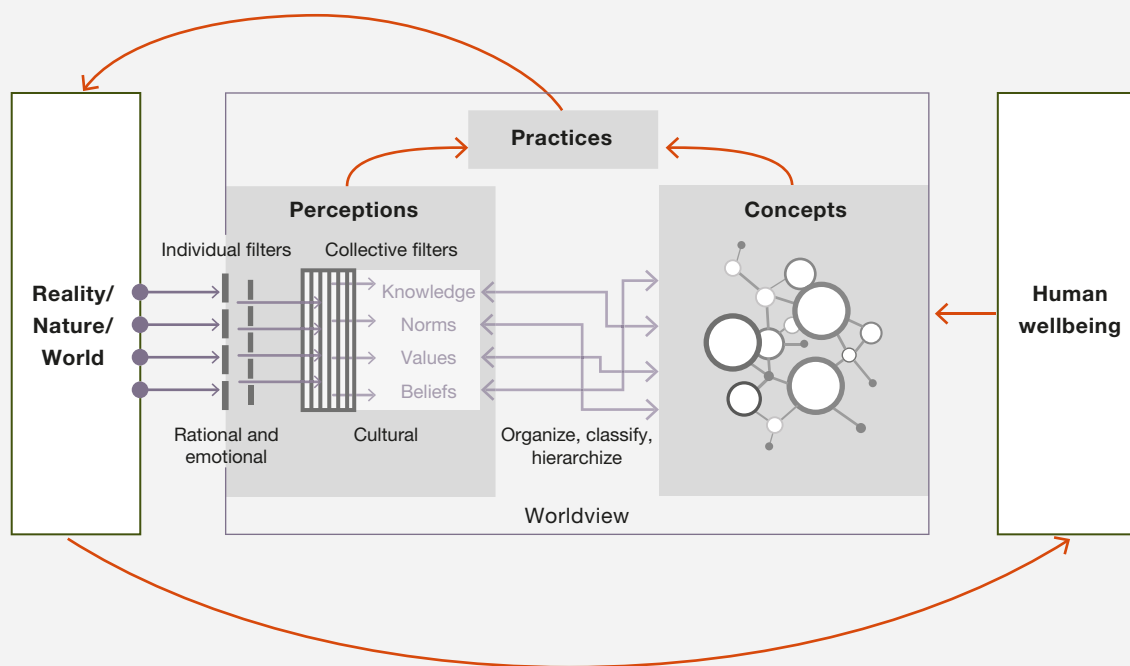 Practices
Perceptions
Concepts
Individual filters
Collective filters
Reality/
Nature/
World
Knowledge
Norms
Values
Beliefs
Human
wellbeing
Rational and
emotional
Cultural
Organize, classify,
hierarchize
Worldview